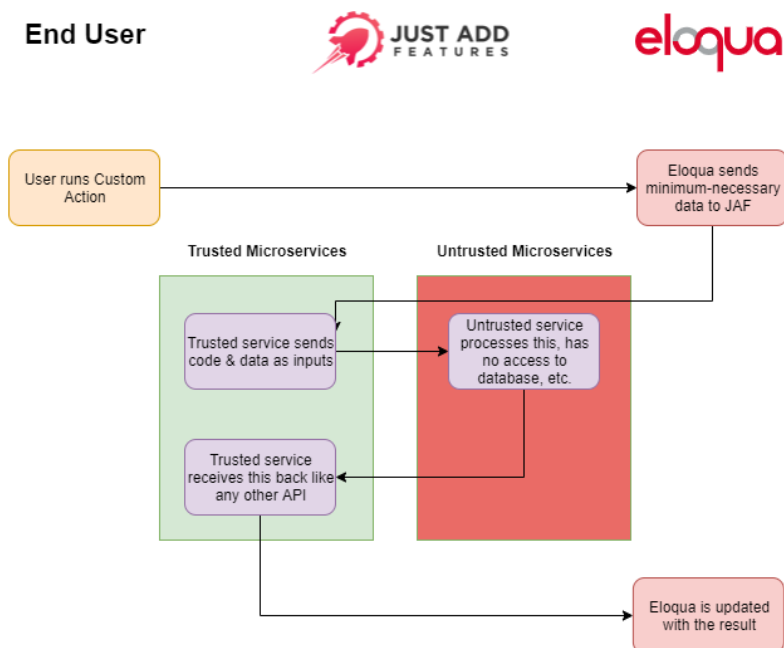 End User
JUST ADD
FEATURES
eloqua
User runs Custom
Action
Eloqua sends
minimum-necessary
data to JAF
Trusted Microservices
Untrusted Microservices
Trusted service sends
code & data as inputs
Untrusted service
processes this, has
no access to
database, etc.
Trusted service
receives this back like
any other API
Eloqua is updated
with the result